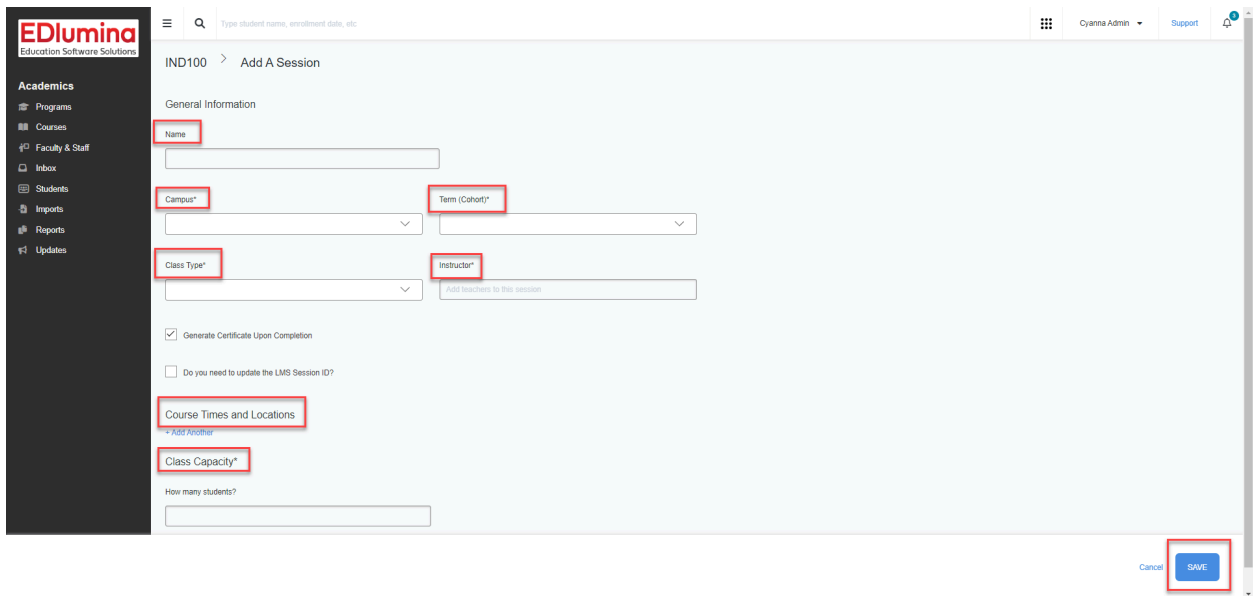 EDlumina
Education Software Solutions
Type student name, enrollment date, etc
Cyanna Admin
Support
3
Academics
Programs
Courses
Faculty & Staff
Inbox
Students
Imports
Reports
Updates
IND100 > Add A Session
General Information
Name
Campus*
Term (Cohort)*
Class Type*
Instructor*
Add teachers to this session
Generate Certificate Upon Completion
Do you need to update the LMS Session ID?
Course Times and Locations
+ Add Another
Class Capacity*
How many students?
Cancel
SAVE